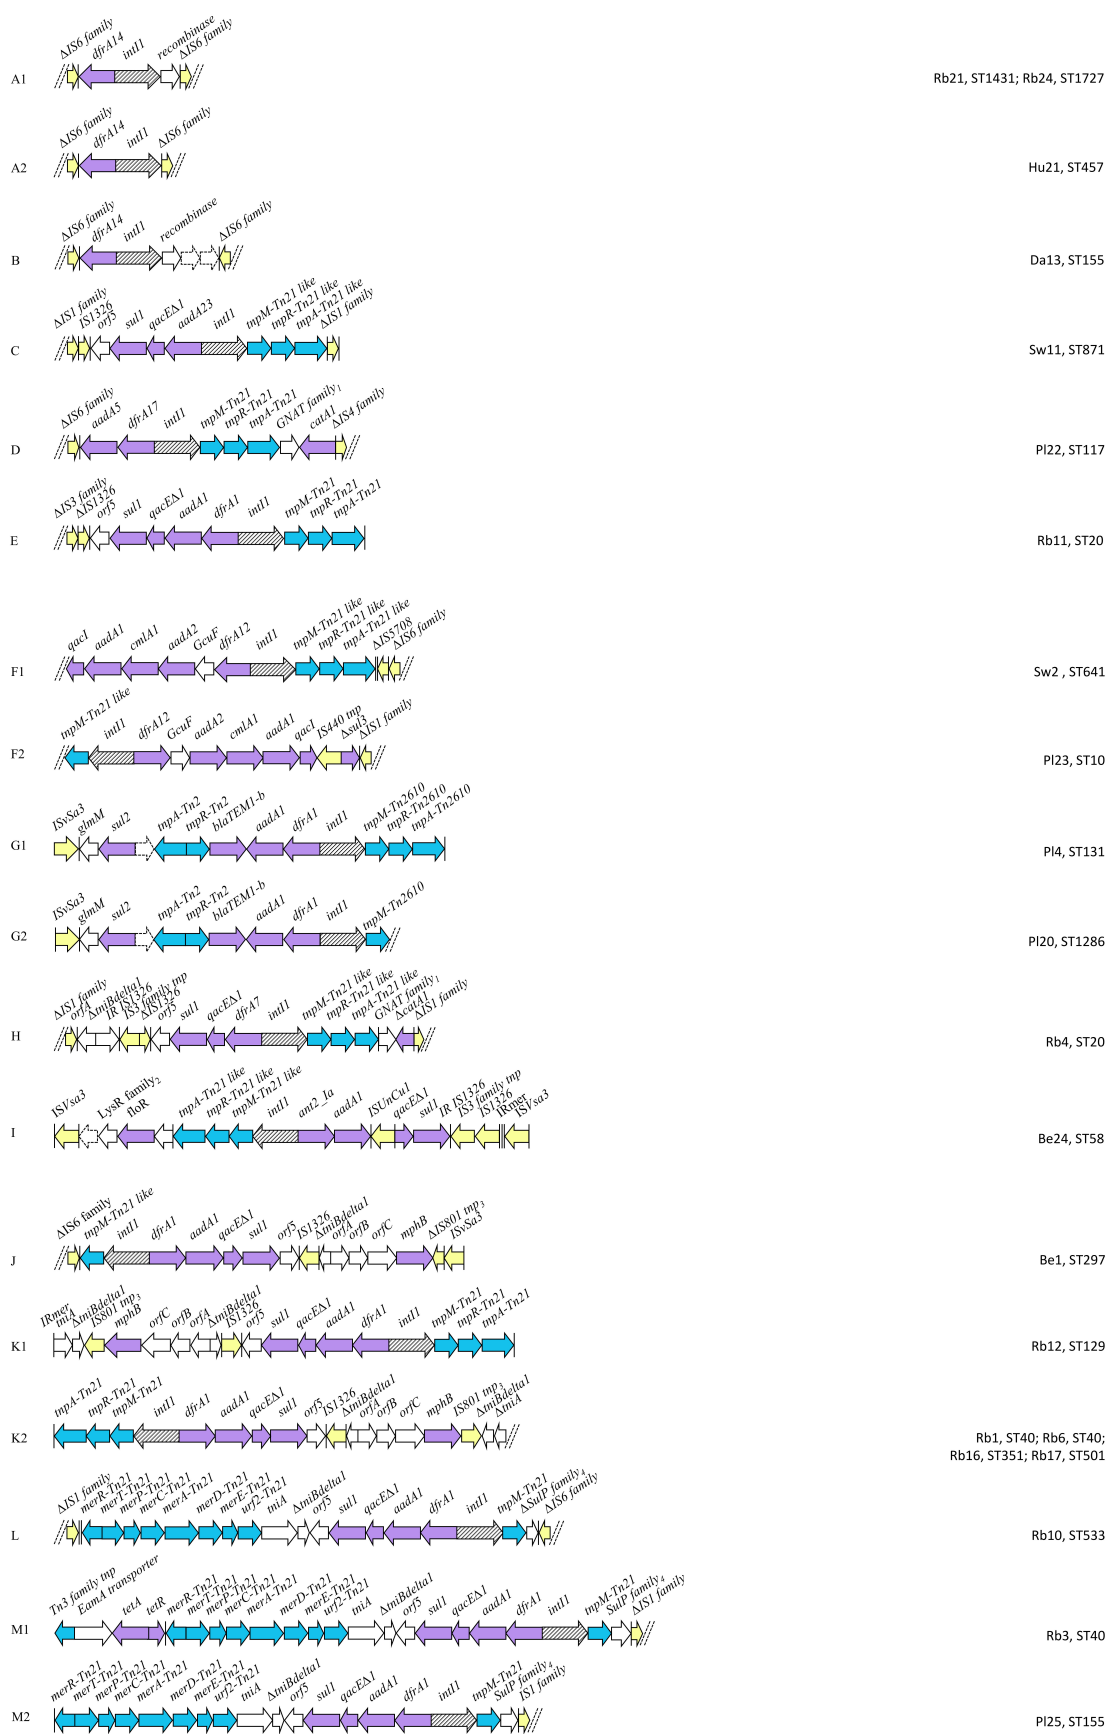 ΔIS6 family dfrA14 intI1 recombinase ΔIS6 family
A1 Rb21, ST1431; Rb24, ST1727
ΔIS6 family dfrA14 intI1 ΔIS6 family
A2 Hu21, ST457
ΔIS6 family dfrA14 intI1 recombinase ΔIS6 family
B Da13, ST155
ΔIS1 family IS1326 orf5 sul1 qacEΔ1 aadA23 intI1 tnpM-Tn21 like tnpR-Tn21 like tnpA-Tn21 like ΔIS1 family
C Sw11, ST871
ΔIS6 family aadA5 dfrA17 intI1 tnpM-Tn21 tnpR-Tn21 tnpA-Tn21 GNAT family1 catA1 ΔIS4 family
D Pl22, ST117
ΔIS3 family ΔIS1326 orf5 sul1 qacEΔ1 aadA1 dfrA1 intI1 tnpM-Tn21 tnpR-Tn21 tnpA-Tn21
E Rb11, ST20
qacI aadA1 cmlA1 aadA2 GcuF dfrA12 intI1 tnpM-Tn21 like tnpR-Tn21 like tnpA-Tn21 like ΔIS5708 ΔIS6 family
F1 Sw2 , ST641
tnpM-Tn21 like intI1 dfrA12 GcuF aadA2 cmlA1 aadA1 qacI IS440 tnp Δsul3 ΔIS1 family
F2 Pl23, ST10
ISvSa3 glmM sul2 tnpA-Tn2 tnpR-Tn2 blaTEM1-b aadA1 dfrA1 intI1 tnpM-Tn2610 tnpR-Tn2610 tnpA-Tn2610
G1 Pl4, ST131
ISvSa3 glmM sul2 tnpA-Tn2 tnpR-Tn2 blaTEM1-b aadA1 dfrA1 intI1 tnpM-Tn2610
G2 Pl20, ST1286
ΔIS1 family orfA ΔtniBdelta1 IR IS1326 IS3 family tnp ΔIS1326 orf5 sul1 qacEΔ1 dfrA7 intI1 tnpM-Tn21 like tnpR-Tn21 like tnpA-Tn21 like GNAT family1 ΔcatA1 ΔIS1 family
H Rb4, ST20
ISVsa3 LysR family2 floR tnpA-Tn21 like tnpR-Tn21 like tnpM-Tn21 like intI1 ant2_Ia aadA1 ISUnCu1 qacEΔ1 sul1 IR IS1326 IS3 family tnp IS1326 IRmer ISVsa3
I Be24, ST58
ΔIS6 family tnpM-Tn21 like intI1 dfrA1 aadA1 qacEΔ1 sul1 orf5 IS1326 ΔtniBdelta1 orfA orfB orfC mphB ΔIS801 tnp3 ISvSa3
J Be1, ST297
IRmer tniA ΔtniBdelta1 IS801 tnp3 mphB orfC orfB orfA ΔtniBdelta1 IS1326 orf5 sul1 qacEΔ1 aadA1 dfrA1 intI1 tnpM-Tn21 tnpR-Tn21 tnpA-Tn21
K1 Rb12, ST129
tnpA-Tn21 tnpR-Tn21 tnpM-Tn21 intI1 dfrA1 aadA1 qacEΔ1 sul1 orf5 IS1326 ΔtniBdelta1 orfA orfB orfC mphB IS801 tnp3 ΔtniBdelta1 ΔtniA
K2 Rb1, ST40; Rb6, ST40;
Rb16, ST351; Rb17, ST501
ΔIS1 family merR-Tn21 merT-Tn21 merP-Tn21 merC-Tn21 merA-Tn21 merD-Tn21 merE-Tn21 urf2-Tn21 tniA ΔtniBdelta1 orf5 sul1 qacEΔ1 aadA1 dfrA1 intI1 tnpM-Tn21 ΔSulP family4 ΔIS6 family
L Rb10, ST533
Tn3 family tnp EamA transporter tetA tetR merR-Tn21 merT-Tn21 merP-Tn21 merC-Tn21 merA-Tn21 merD-Tn21 merE-Tn21 urf2-Tn21 tniA ΔtniBdelta1 orf5 sul1 qacEΔ1 aadA1 dfrA1 intI1 tnpM-Tn21 SulP family4 ΔIS1 family
M1 Rb3, ST40
merR-Tn21 merT-Tn21 merP-Tn21 merC-Tn21 merA-Tn21 merD-Tn21 merE-Tn21 urf2-Tn21 tniA ΔtniBdelta1 orf5 sul1 qacEΔ1 aadA1 dfrA1 intI1 tnpM-Tn21 SulP family4 IS1 family
M2 Pl25, ST155